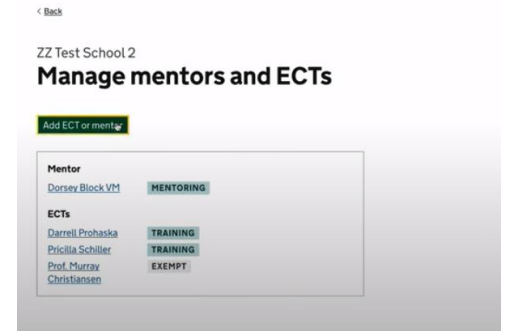 < Back
ZZ Test School 2
Manage mentors and ECTs
Add ECT or mentor
Mentor
Dorsey Block VM MENTORING
ECTs
Darrell Prohaska TRAINING
Pricilla Schiller TRAINING
Prof. Murray EXEMPT
Christiansen